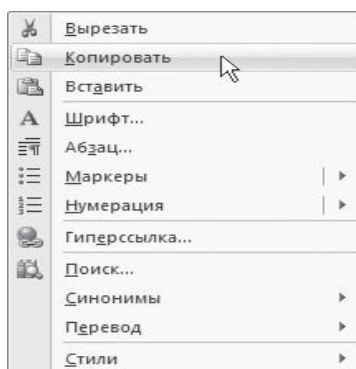 Вырезать
Копировать
Вставить
Шрифт...
Абзац...
Маркеры
Нумерация
Гиперссылка...
Поиск...
Синонимы
Перевод
Стили